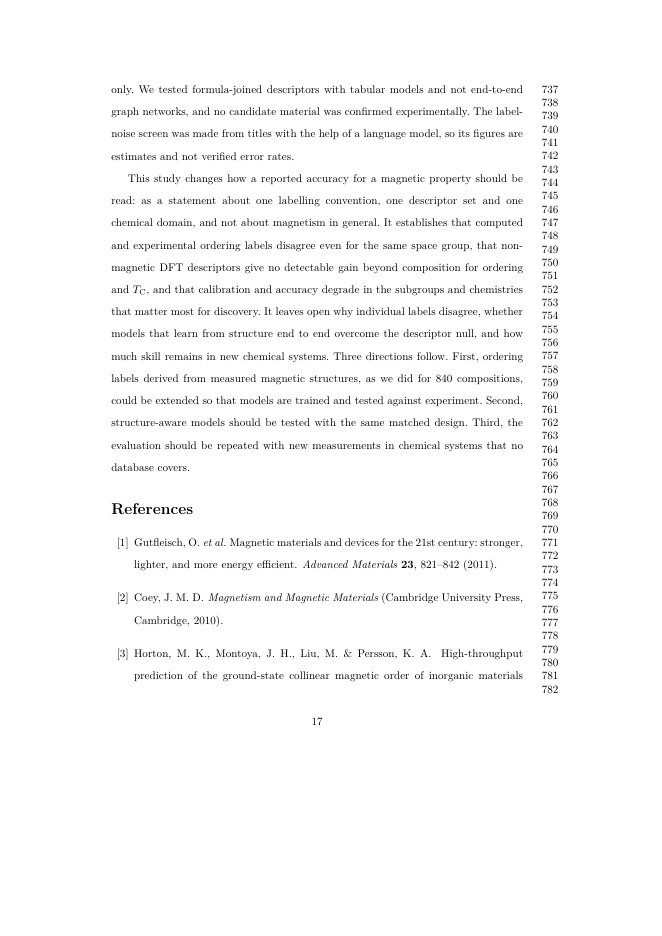 only. We tested formula-joined descriptors with tabular models and not end-to-end
graph networks, and no candidate material was confirmed experimentally. The label-
noise screen was made from titles with the help of a language model, so its figures are
estimates and not verified error rates.
This study changes how a reported accuracy for a magnetic property should be
read: as a statement about one labelling convention, one descriptor set and one
chemical domain, and not about magnetism in general. It establishes that computed
and experimental ordering labels disagree even for the same space group, that non-
magnetic DFT descriptors give no detectable gain beyond composition for ordering
and TC, and that calibration and accuracy degrade in the subgroups and chemistries
that matter most for discovery. It leaves open why individual labels disagree, whether
models that learn from structure end to end overcome the descriptor null, and how
much skill remains in new chemical systems. Three directions follow. First, ordering
labels derived from measured magnetic structures, as we did for 840 compositions,
could be extended so that models are trained and tested against experiment. Second,
structure-aware models should be tested with the same matched design. Third, the
evaluation should be repeated with new measurements in chemical systems that no
database covers.
References
[1] Gutfleisch, O. et al. Magnetic materials and devices for the 21st century: stronger,
lighter, and more energy efficient. Advanced Materials 23, 821–842 (2011).
[2] Coey, J. M. D. Magnetism and Magnetic Materials (Cambridge University Press,
Cambridge, 2010).
[3] Horton, M. K., Montoya, J. H., Liu, M. & Persson, K. A. High-throughput
prediction of the ground-state collinear magnetic order of inorganic materials
17
737
738
739
740
741
742
743
744
745
746
747
748
749
750
751
752
753
754
755
756
757
758
759
760
761
762
763
764
765
766
767
768
769
770
771
772
773
774
775
776
777
778
779
780
781
782